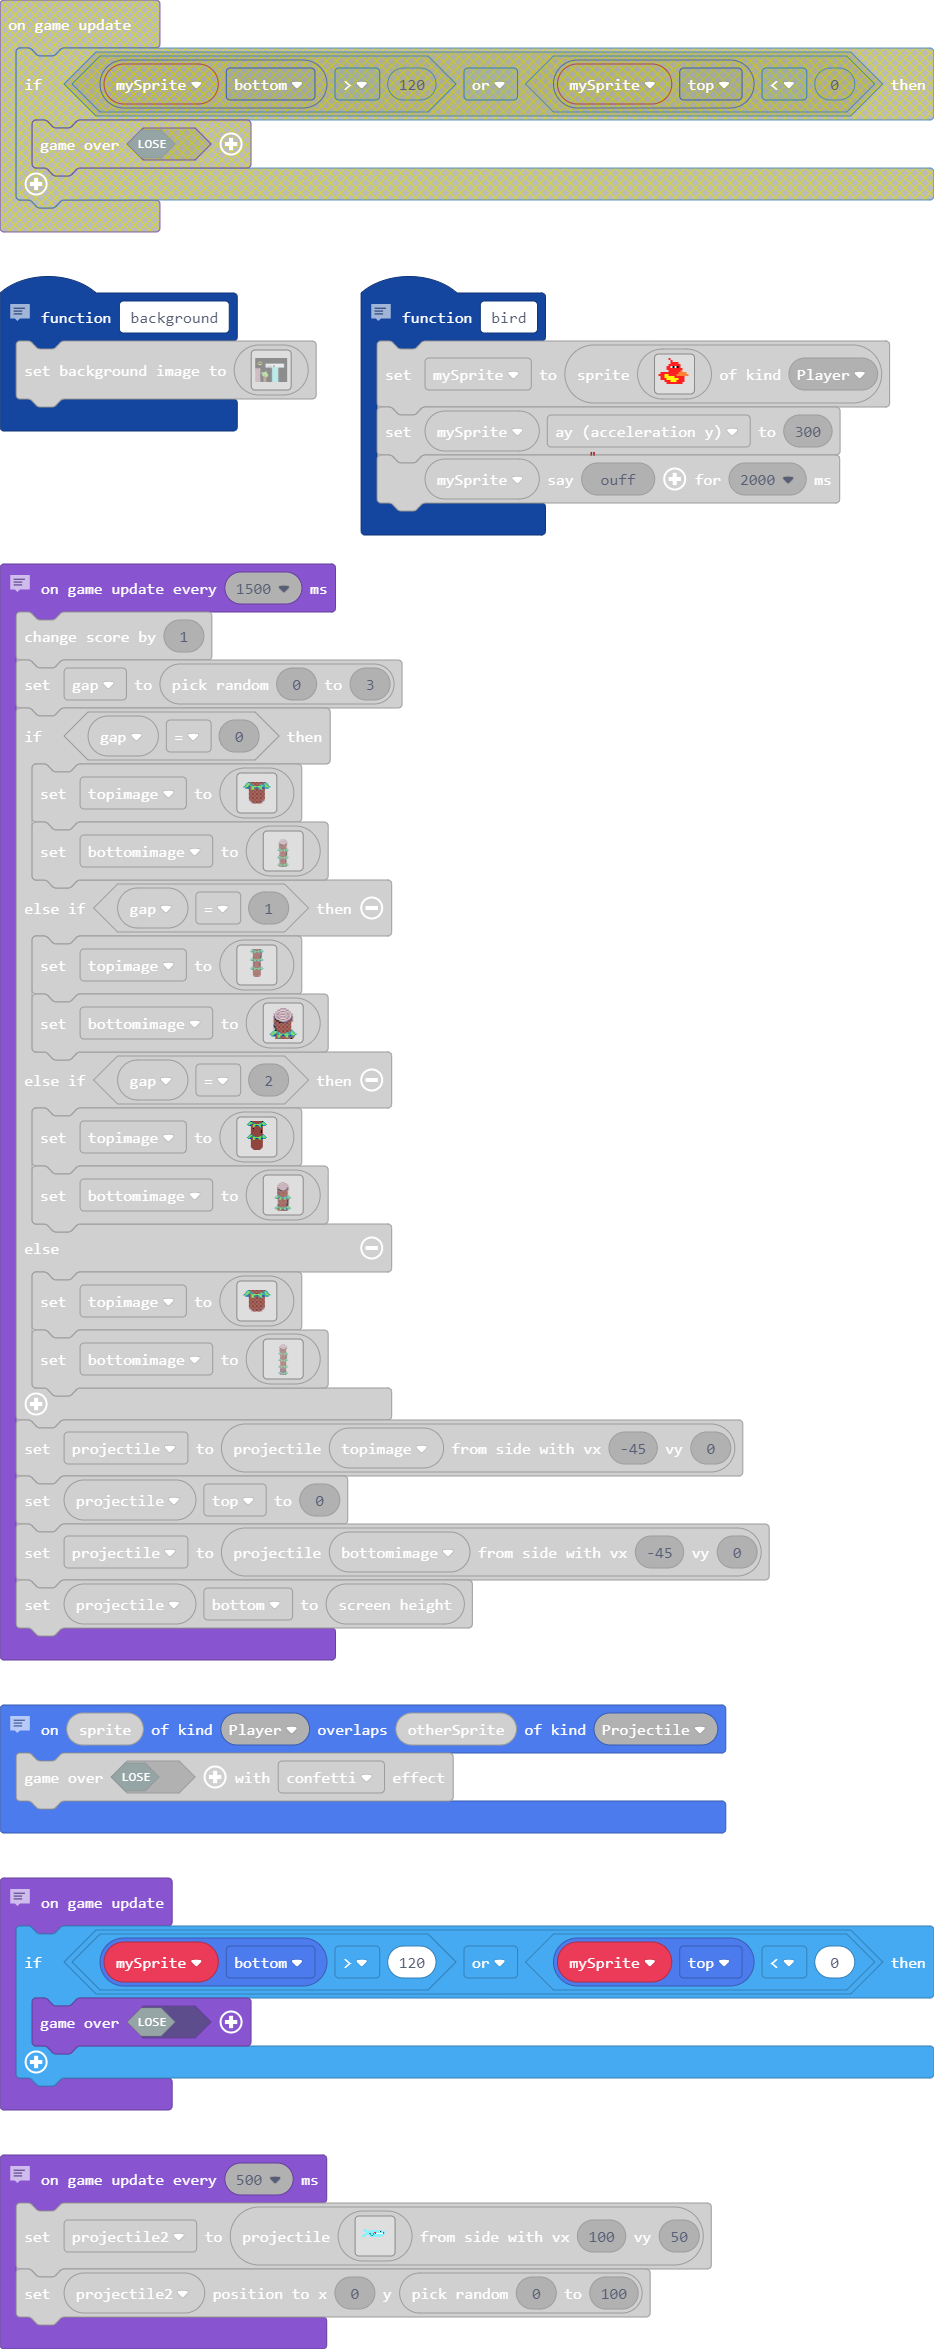 on game update
if mySprite bottom > 120 or mySprite top < 0 then
game over LOSE
function background
set background image to
function bird
set mySprite to sprite of kind Player
set mySprite ay (acceleration y) to 300
"
mySprite say ouff for 2000 ms
on game update every 1500 ms
change score by 1
set gap to pick random 0 to 3
if gap = 0 then
set topimage to
set bottomimage to
else if gap = 1 then
set topimage to
set bottomimage to
else if gap = 2 then
set topimage to
set bottomimage to
else
set topimage to
set bottomimage to
set projectile to projectile topimage from side with vx -45 vy 0
set projectile top to 0
set projectile to projectile bottomimage from side with vx -45 vy 0
set projectile bottom to screen height
on sprite of kind Player overlaps otherSprite of kind Projectile
game over LOSE with confetti effect
on game update
if mySprite bottom > 120 or mySprite top < 0 then
game over LOSE
on game update every 500 ms
set projectile2 to projectile from side with vx 100 vy 50
set projectile2 position to x 0 y pick random 0 to 100